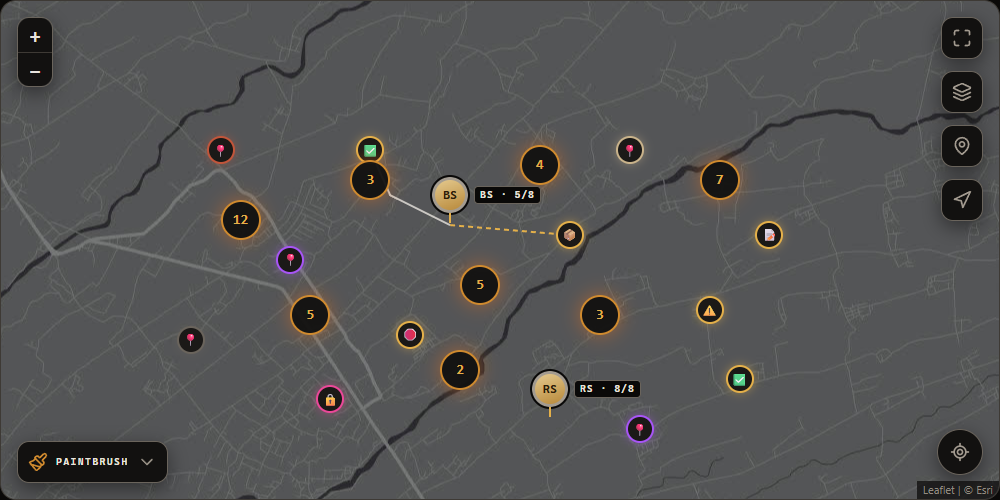 +
−
4
3
7
BS
BS · 5/8
12
5
5
3
2
RS
RS · 8/8
PAINTBRUSH
Leaflet | © Esri